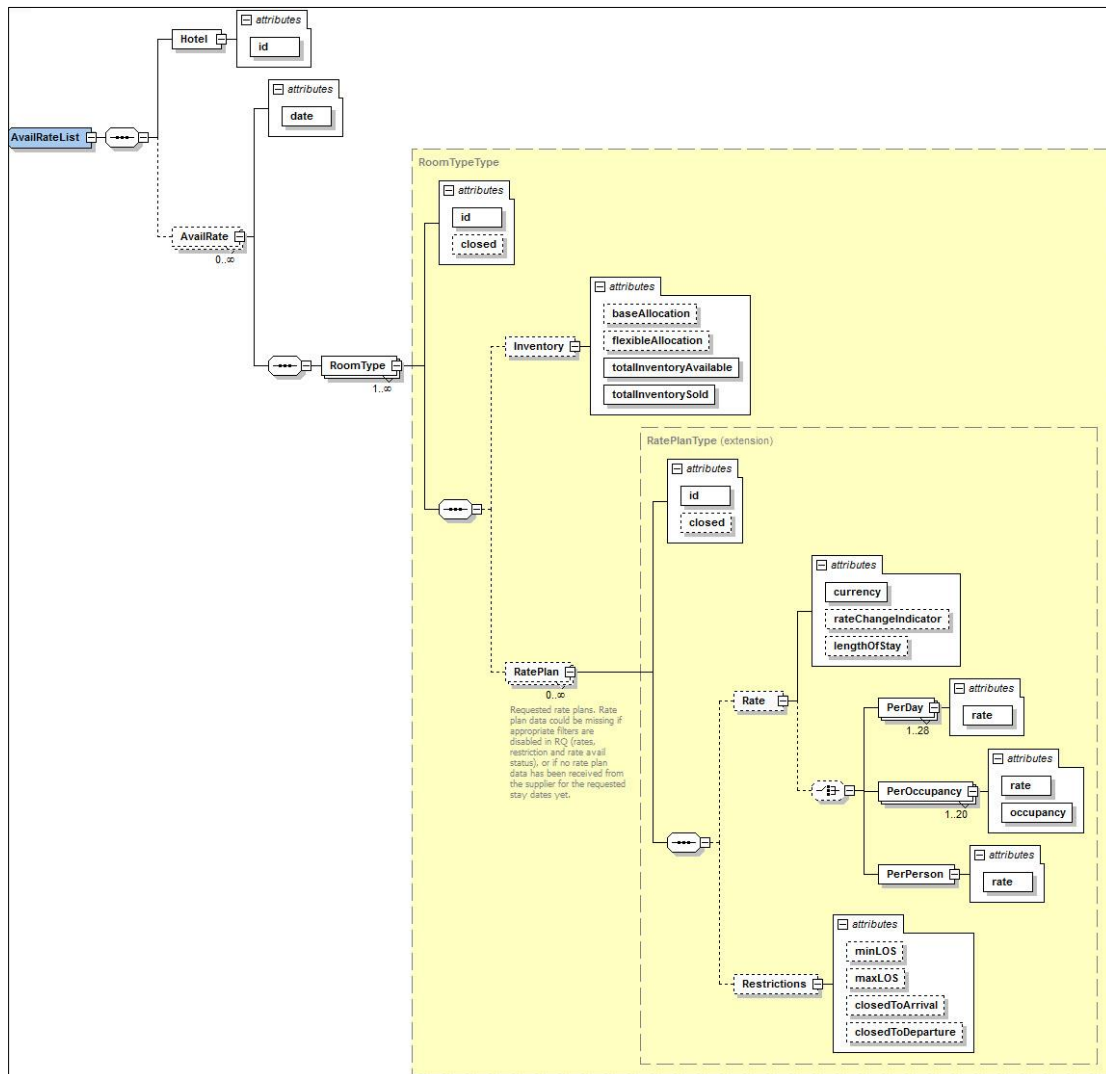 attributes
Hotel
id
attributes
date
AvailRateList
RoomTypeType
attributes
id
closed
AvailRate
0..∞
attributes
baseAllocation
Inventory
flexibleAllocation
totalInventoryAvailable
totalInventorySold
RoomType
1..∞
RatePlanType (extension)
attributes
id
closed
attributes
currency
rateChangeIndicator
lengthOfStay
RatePlan
0..∞
Requested rate plans. Rate
plan data could be missing if
appropriate filters are
disabled in RQ (rates,
restriction and rate avail
status), or if no rate plan
data has been received from
the supplier for the requested
stay dates yet.
Rate
attributes
PerDay
rate
1..28
attributes
PerOccupancy
rate
1..20
occupancy
attributes
PerPerson
rate
attributes
minLOS
maxLOS
Restrictions
closedToArrival
closedToDeparture